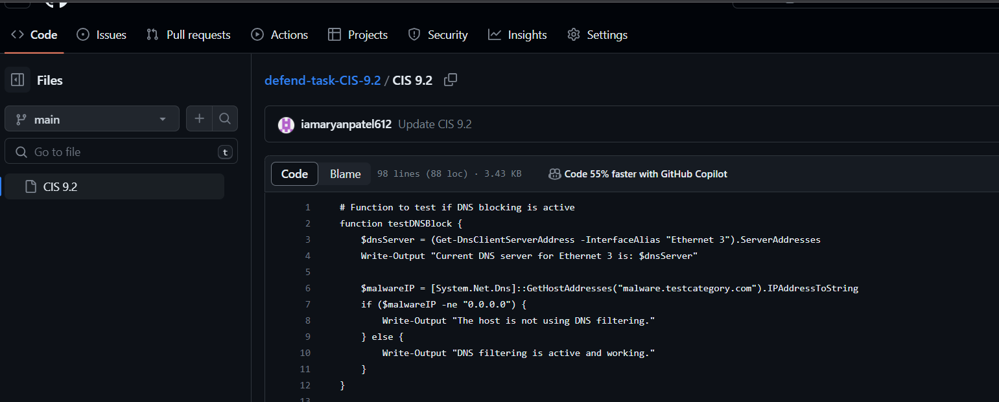 Code Issues Pull requests Actions Projects Security Insights Settings
Files
defend-task-CIS-9.2 / CIS 9.2
main
iamaryanpatel612 Update CIS 9.2
Go to file t
Code Blame 98 lines (88 loc) · 3.43 KB Code 55% faster with GitHub Copilot
CIS 9.2
1 # Function to test if DNS blocking is active
2 function testDNSBlock {
3 $dnsServer = (Get-DnsClientServerAddress -InterfaceAlias "Ethernet 3").ServerAddresses
4 Write-Output "Current DNS server for Ethernet 3 is: $dnsServer"
5
6 $malwareIP = [System.Net.Dns]::GetHostAddresses("malware.testcategory.com").IPAddressToString
7 if ($malwareIP -ne "0.0.0.0") {
8 Write-Output "The host is not using DNS filtering."
9 } else {
10 Write-Output "DNS filtering is active and working."
11 }
12 }
13